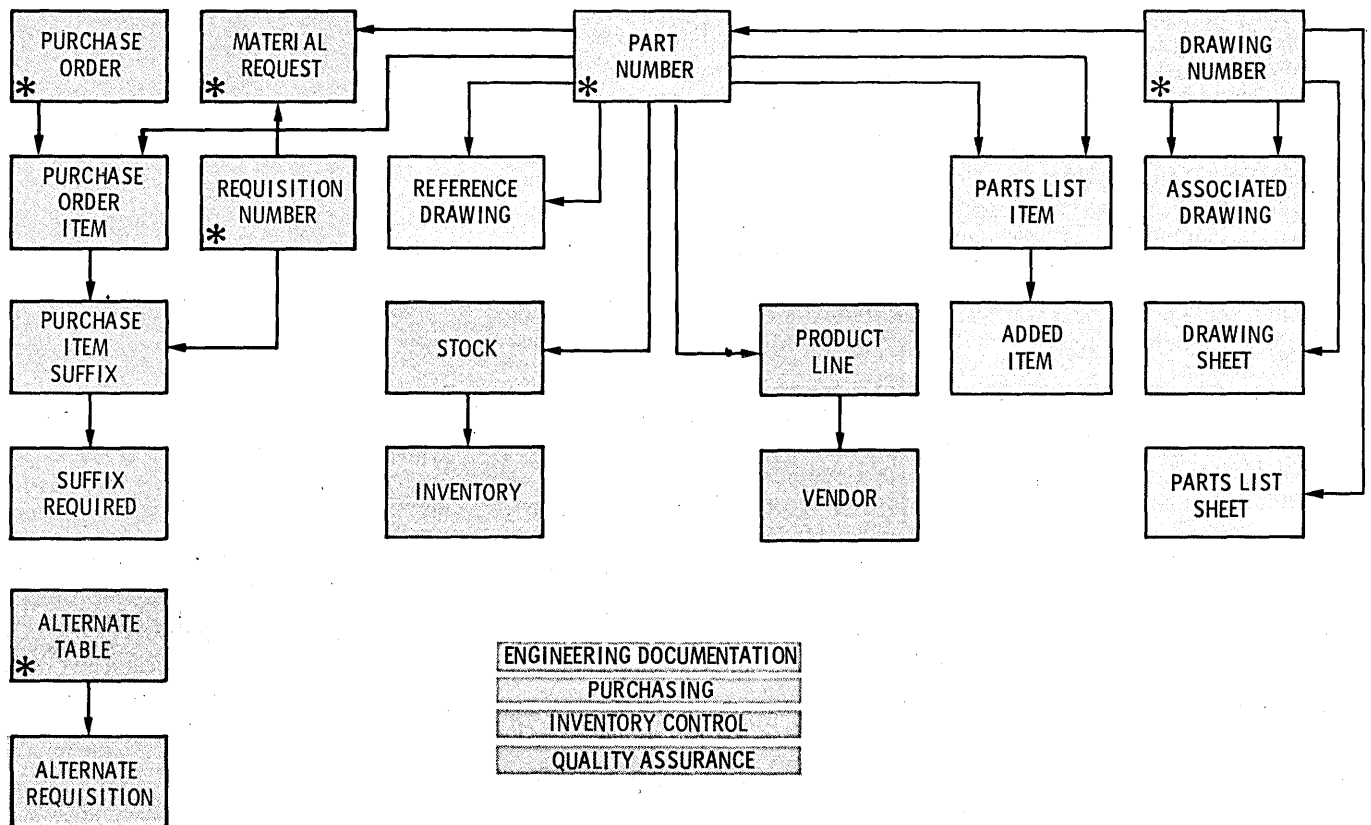 PURCHASE
ORDER
*
MATERIAL
REQUEST
*
PART
NUMBER
*
DRAWING
NUMBER
*
PURCHASE
ORDER
ITEM
REQUISITION
NUMBER
*
REFERENCE
DRAWING
PARTS LIST
ITEM
ASSOCIATED
DRAWING
PURCHASE
ITEM
SUFFIX
STOCK
PRODUCT
LINE
ADDED
ITEM
DRAWING
SHEET
SUFFIX
REQUIRED
INVENTORY
VENDOR
PARTS LIST
SHEET
ALTERNATE
TABLE
*
ALTERNATE
REQUISITION
ENGINEERING DOCUMENTATION
PURCHASING
INVENTORY CONTROL
QUALITY ASSURANCE